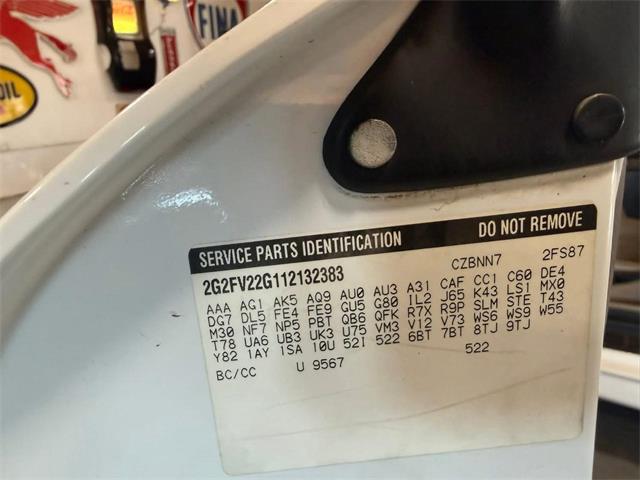 FINA
OIL
SERVICE PARTS IDENTIFICATION DO NOT REMOVE
2G2FV22G112132383 CZBNN7 2FS87
AAA AG1 AK5 AQ9 AU0 AU3 A31 CAF CC1 C60 DE4
DG7 DL5 FE4 FE9 GU5 G80 IL2 J65 K43 LS1 MX0
M30 NF7 NP5 PBT QB6 QFK R7X R9P SLM STE T43
T78 UA6 UB3 UK3 U75 VM3 V12 V73 WS6 WS9 W55
Y82 1AY 1SA 10U 52I 522 6BT 7BT 8TJ 9TJ
522
BC/CC U 9567